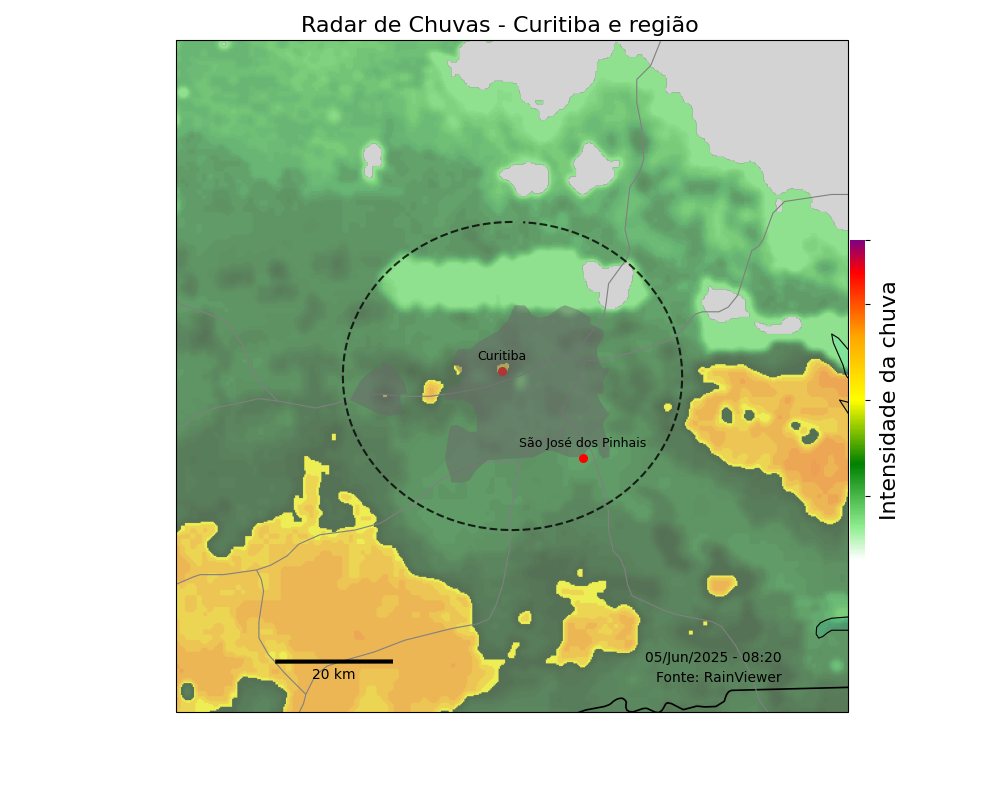 Radar de Chuvas - Curitiba e região
Curitiba
São José dos Pinhais
Intensidade da chuva
05/Jun/2025 - 08:20
Fonte: RainViewer
20 km